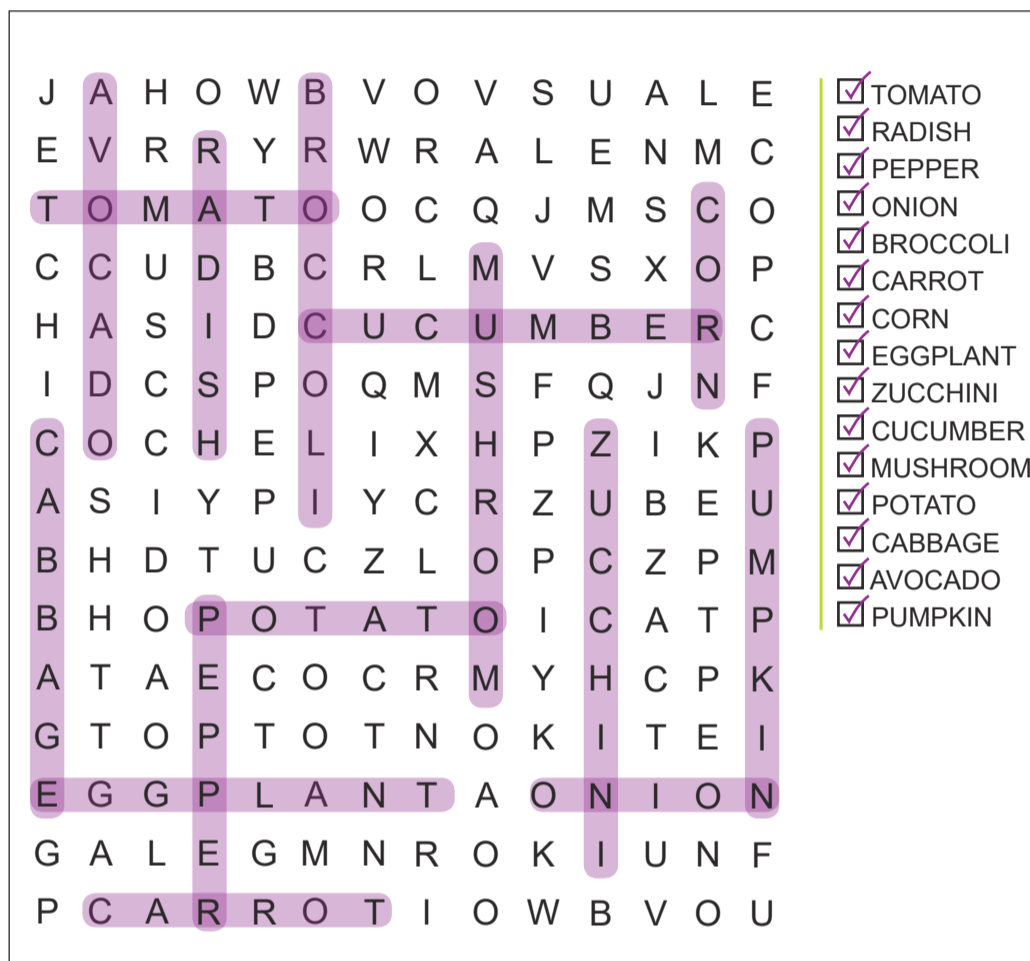 J A H O W B V O V S U A L E
E V R R Y R W R A L E N M C
T O M A T O O C Q J M S C O
C C U D B C R L M V S X O P
H A S I D C U C U M B E R C
I D C S P O Q M S F Q J N F
C O C H E L I X H P Z I K P
A S I Y P I Y C R Z U B E U
B H D T U C Z L O P C Z P M
B H O P O T A T O I C A T P
A T A E C O C R M Y H C P K
G T O P T O T N O K I T E I
E G G P L A N T A O N I O N
G A L E G M N R O K I U N F
P C A R R O T I O W B V O U
TOMATO
RADISH
PEPPER
ONION
BROCCOLI
CARROT
CORN
EGGPLANT
ZUCCHINI
CUCUMBER
MUSHROOM
POTATO
CABBAGE
AVOCADO
PUMPKIN